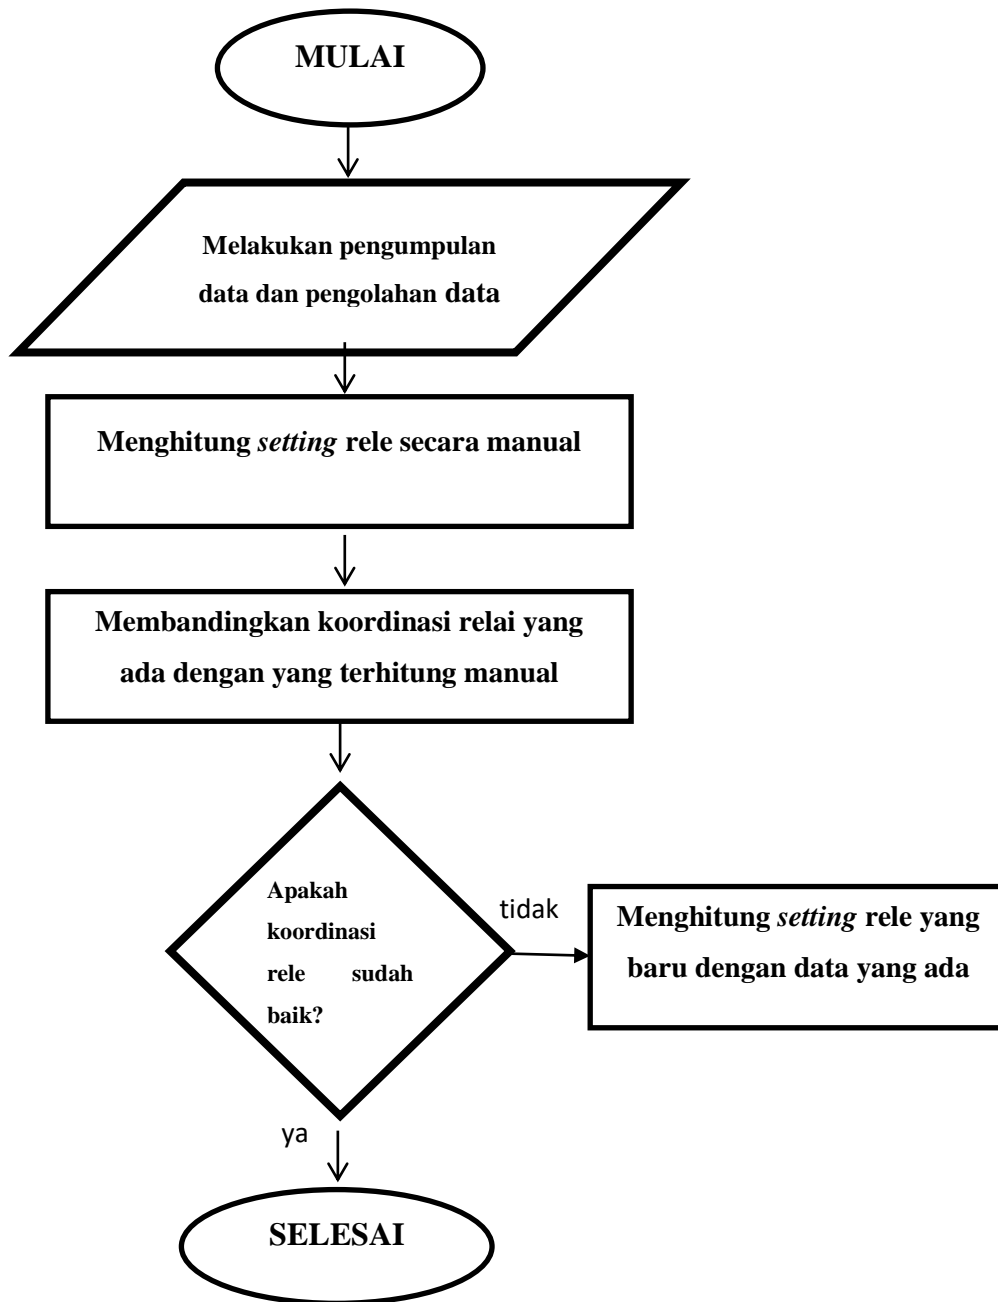 MULAI
Melakukan pengumpulan
data dan pengolahan data
Menghitung setting rele secara manual
Membandingkan koordinasi relai yang
ada dengan yang terhitung manual
Apakah
koordinasi
rele sudah
baik?
tidak
Menghitung setting rele yang
baru dengan data yang ada
ya
SELESAI